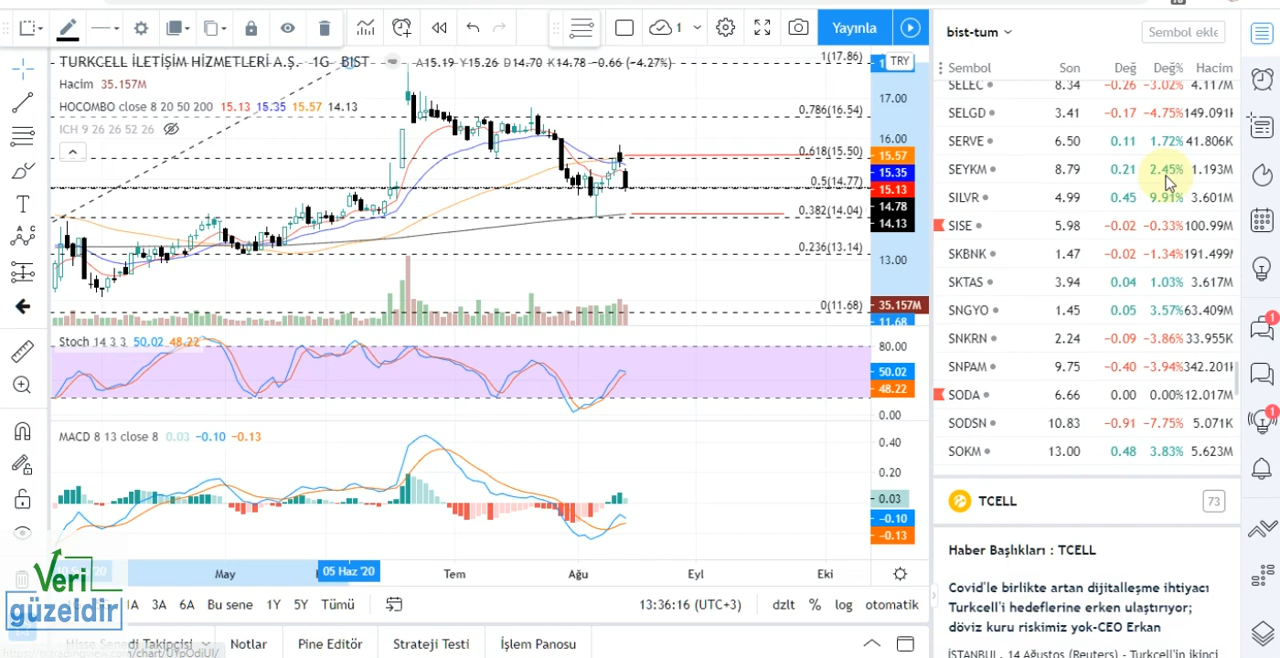 1
Yayınla
TURKCELL İLETİŞİM HİZMETLERİ A.Ş. · 1G · BIST
A15.19 Y15.26 D14.70 K14.78 −0.66 (−4.27%)
Hacim 35.157M
HOCOMBO close 8 20 50 200 15.13 15.35 15.57 14.13
ICH 9 26 26 52 26
TRY
17.00
16.00
15.57
15.35
15.13
14.78
14.13
13.00
35.157M
11.68
1(17.86)
0.786(16.54)
0.618(15.50)
0.5(14.77)
0.382(14.04)
0.236(13.14)
0(11.68)
Stoch 14 3 3 50.02 48.22
80.00
50.02
48.22
0.00
MACD 8 13 close 8 0.03 −0.10 −0.13
0.40
0.20
0.03
−0.10
−0.13
May
05 Haz '20
Tem
Ağu
Eyl
Eki
3A 6A Bu sene 1Y 5Y Tümü
13:36:16 (UTC+3)
dzlt % log otomatik
Veri
güzeldir
Hisse Senedi Takipçisi
Notlar
Pine Editör
Strateji Testi
İşlem Panosu
bist-tum
Sembol ekle
Sembol Son Değ Değ% Hacim
SELEC 8.34 −0.26 −3.02% 4.117M
SELGD 3.41 −0.17 −4.75% 149.091K
SERVE 6.50 0.11 1.72% 41.806K
SEYKM 8.79 0.21 2.45% 1.193M
SILVR 4.99 0.45 9.91% 3.601M
SISE 5.98 −0.02 −0.33% 100.99M
SKBNK 1.47 −0.02 −1.34% 191.499M
SKTAS 3.94 0.04 1.03% 3.617M
SNGYO 1.45 0.05 3.57% 63.409M
SNKRN 2.24 −0.09 −3.86% 33.955K
SNPAM 9.75 −0.40 −3.94% 342.201K
SODA 6.66 0.00 0.00% 12.017M
SODSN 10.83 −0.91 −7.75% 5.071K
SOKM 13.00 0.48 3.83% 5.623M
TCELL
73
Haber Başlıkları : TCELL
Covid'le birlikte artan dijitalleşme ihtiyacı
Turkcell'i hedeflerine erken ulaştırıyor;
döviz kuru riskimiz yok-CEO Erkan
İSTANBUL, 14 Ağustos (Reuters) - Turkcell'in ikinci
1
1